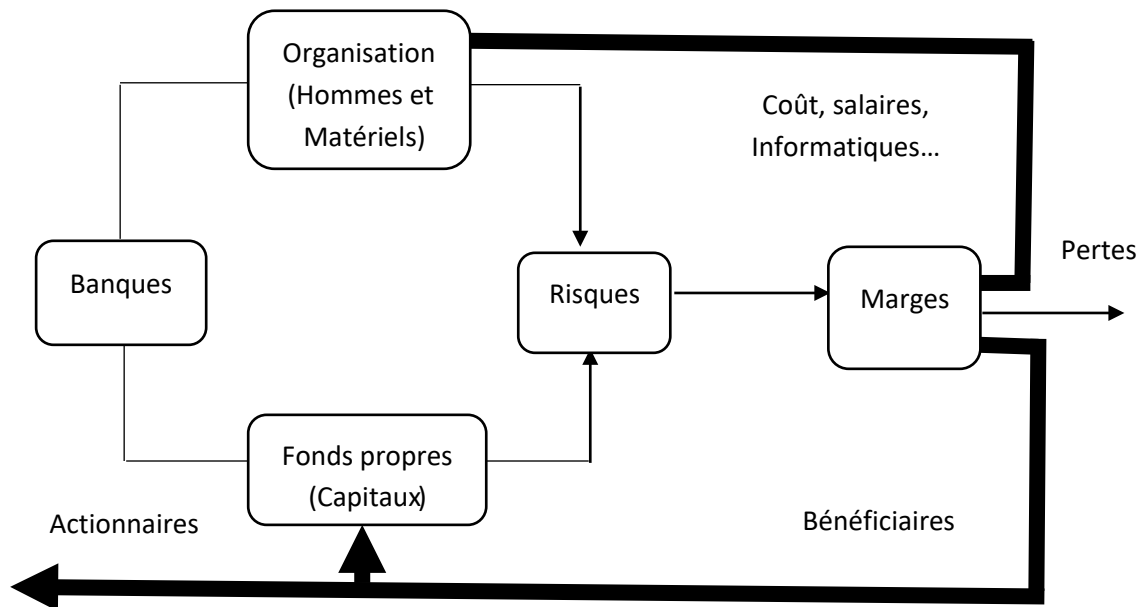 Organisation
(Hommes et
Matériels)
Coût, salaires,
Informatiques…
Pertes
Banques
Risques
Marges
Fonds propres
(Capitaux)
Actionnaires
Bénéficiaires